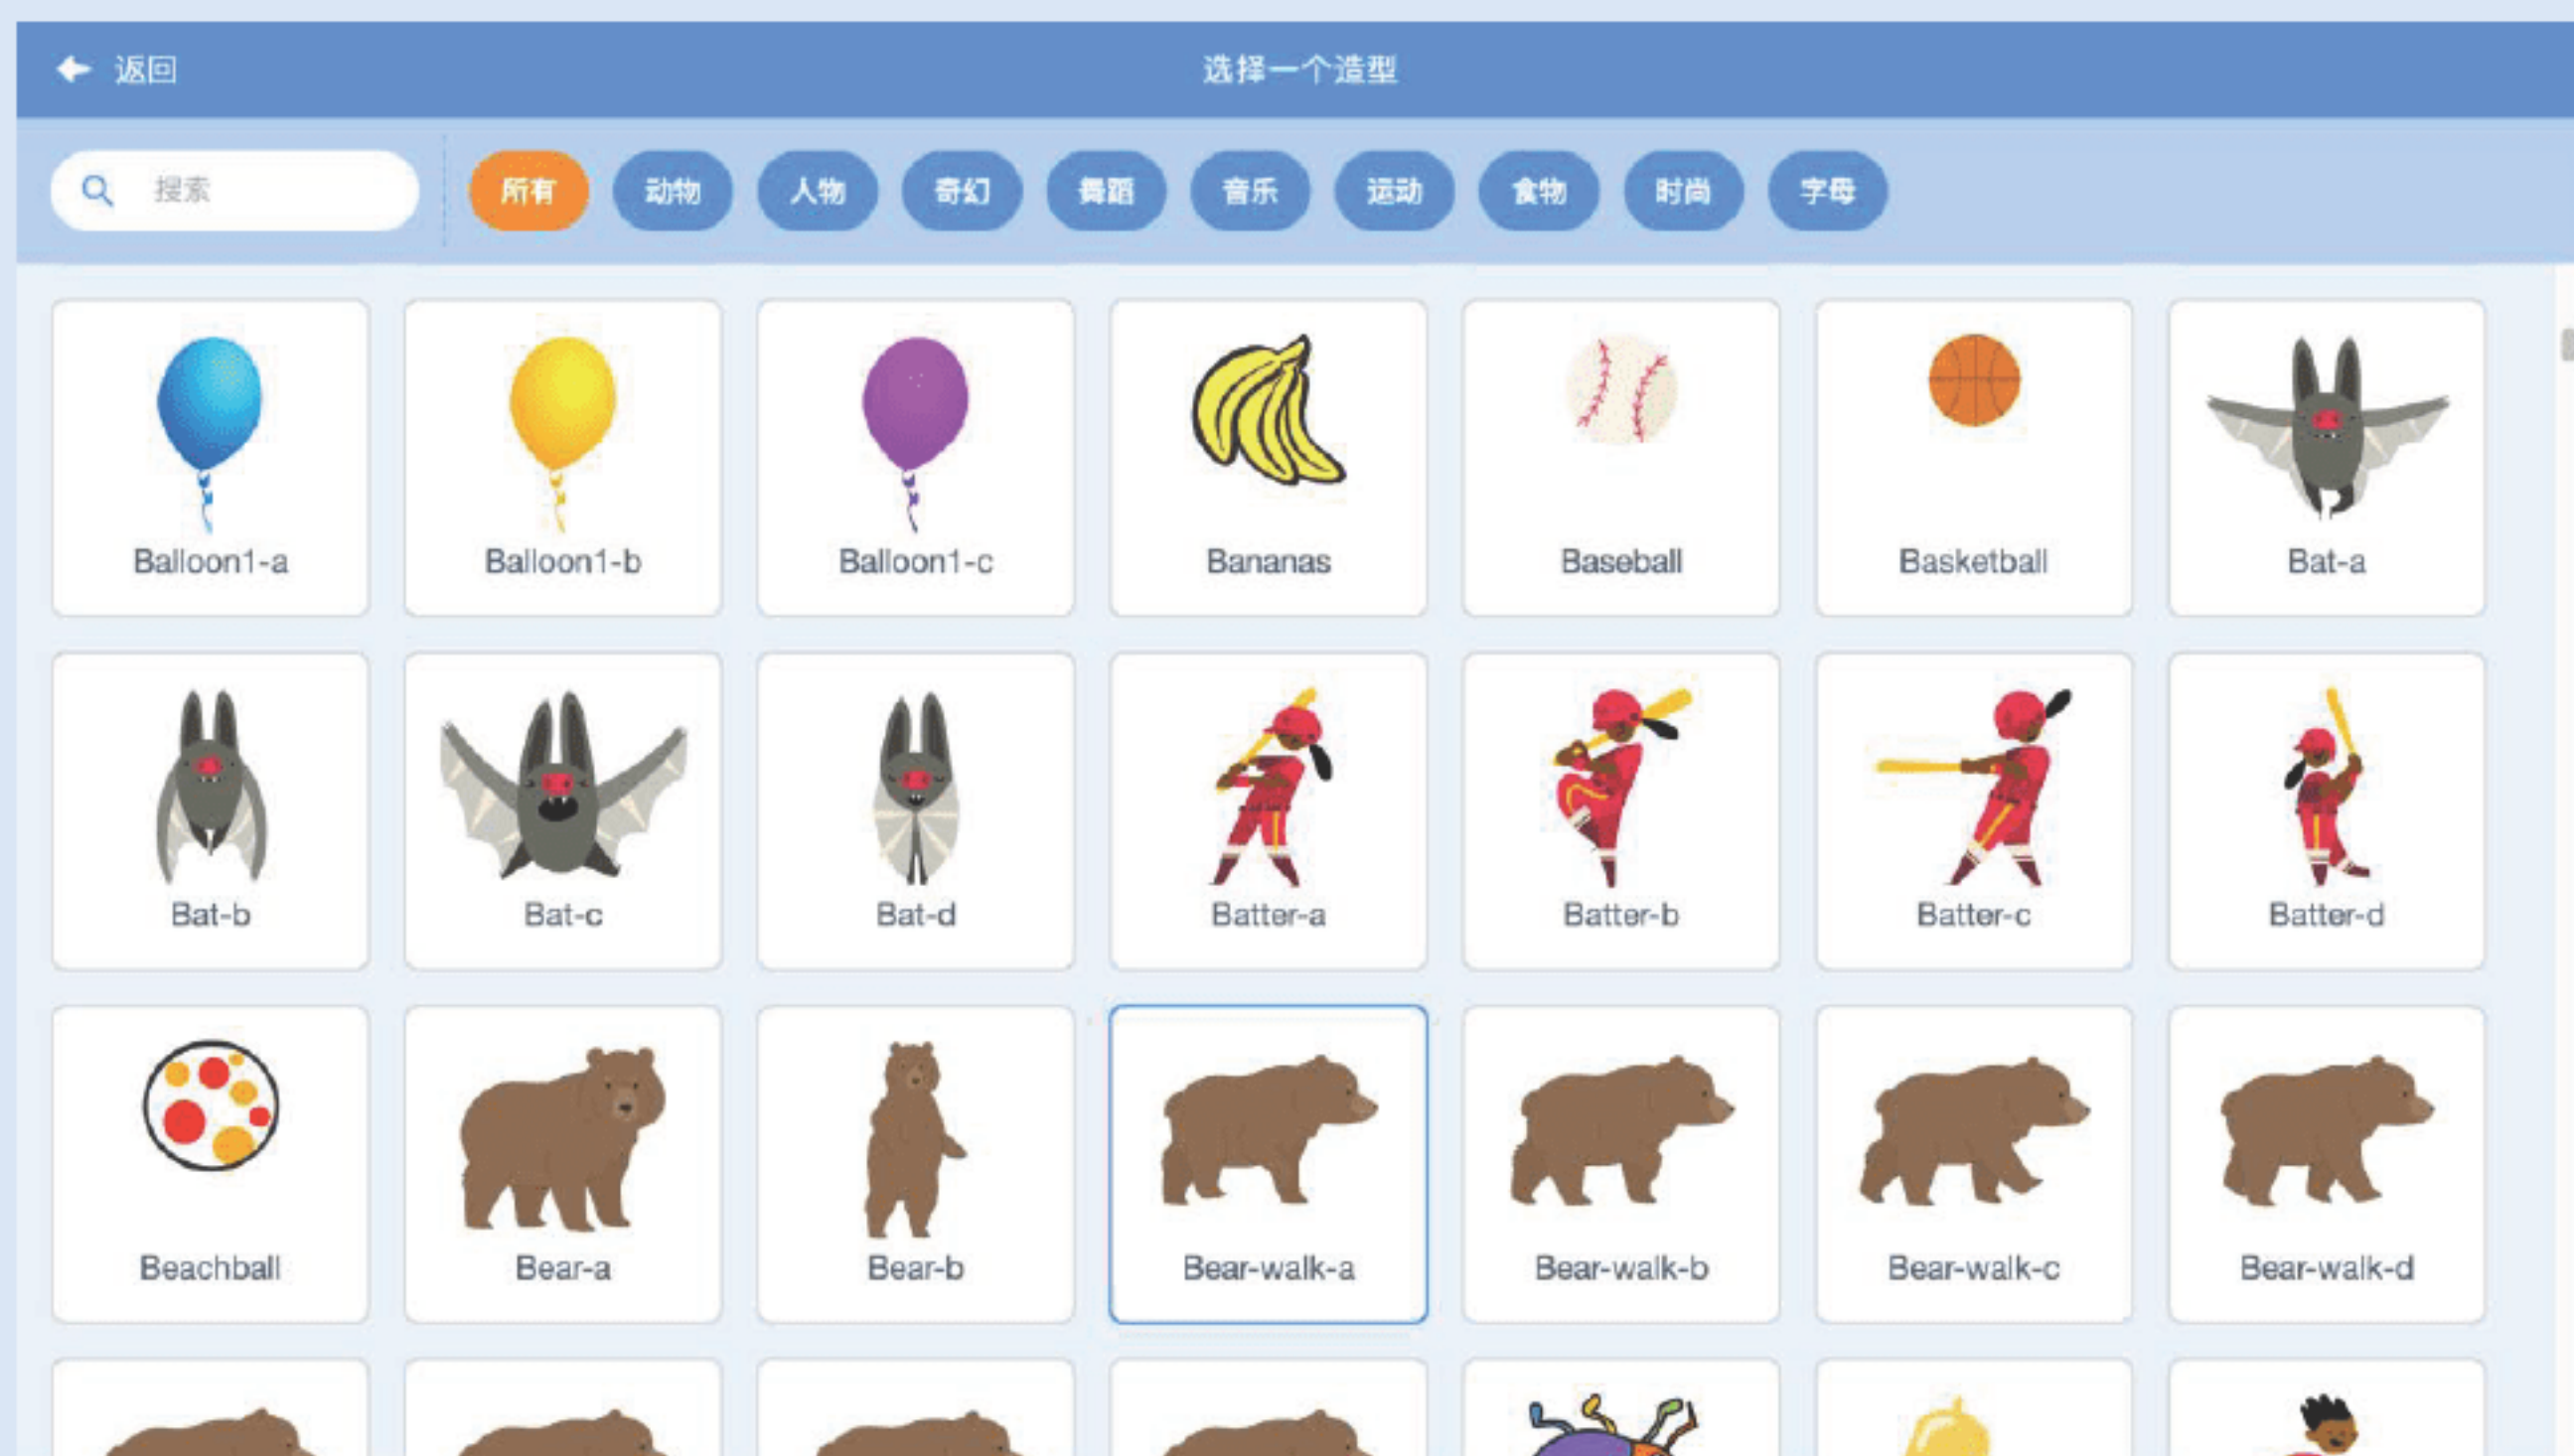 返回
选择一个造型
搜索 所有 动物 人物 奇幻 舞蹈 音乐 运动 食物 时尚 字母
Balloon1-a Balloon1-b Balloon1-c Bananas Baseball Basketball Bat-a
Bat-b Bat-c Bat-d Batter-a Batter-b Batter-c Batter-d
Beachball Bear-a Bear-b Bear-walk-a Bear-walk-b Bear-walk-c Bear-walk-d